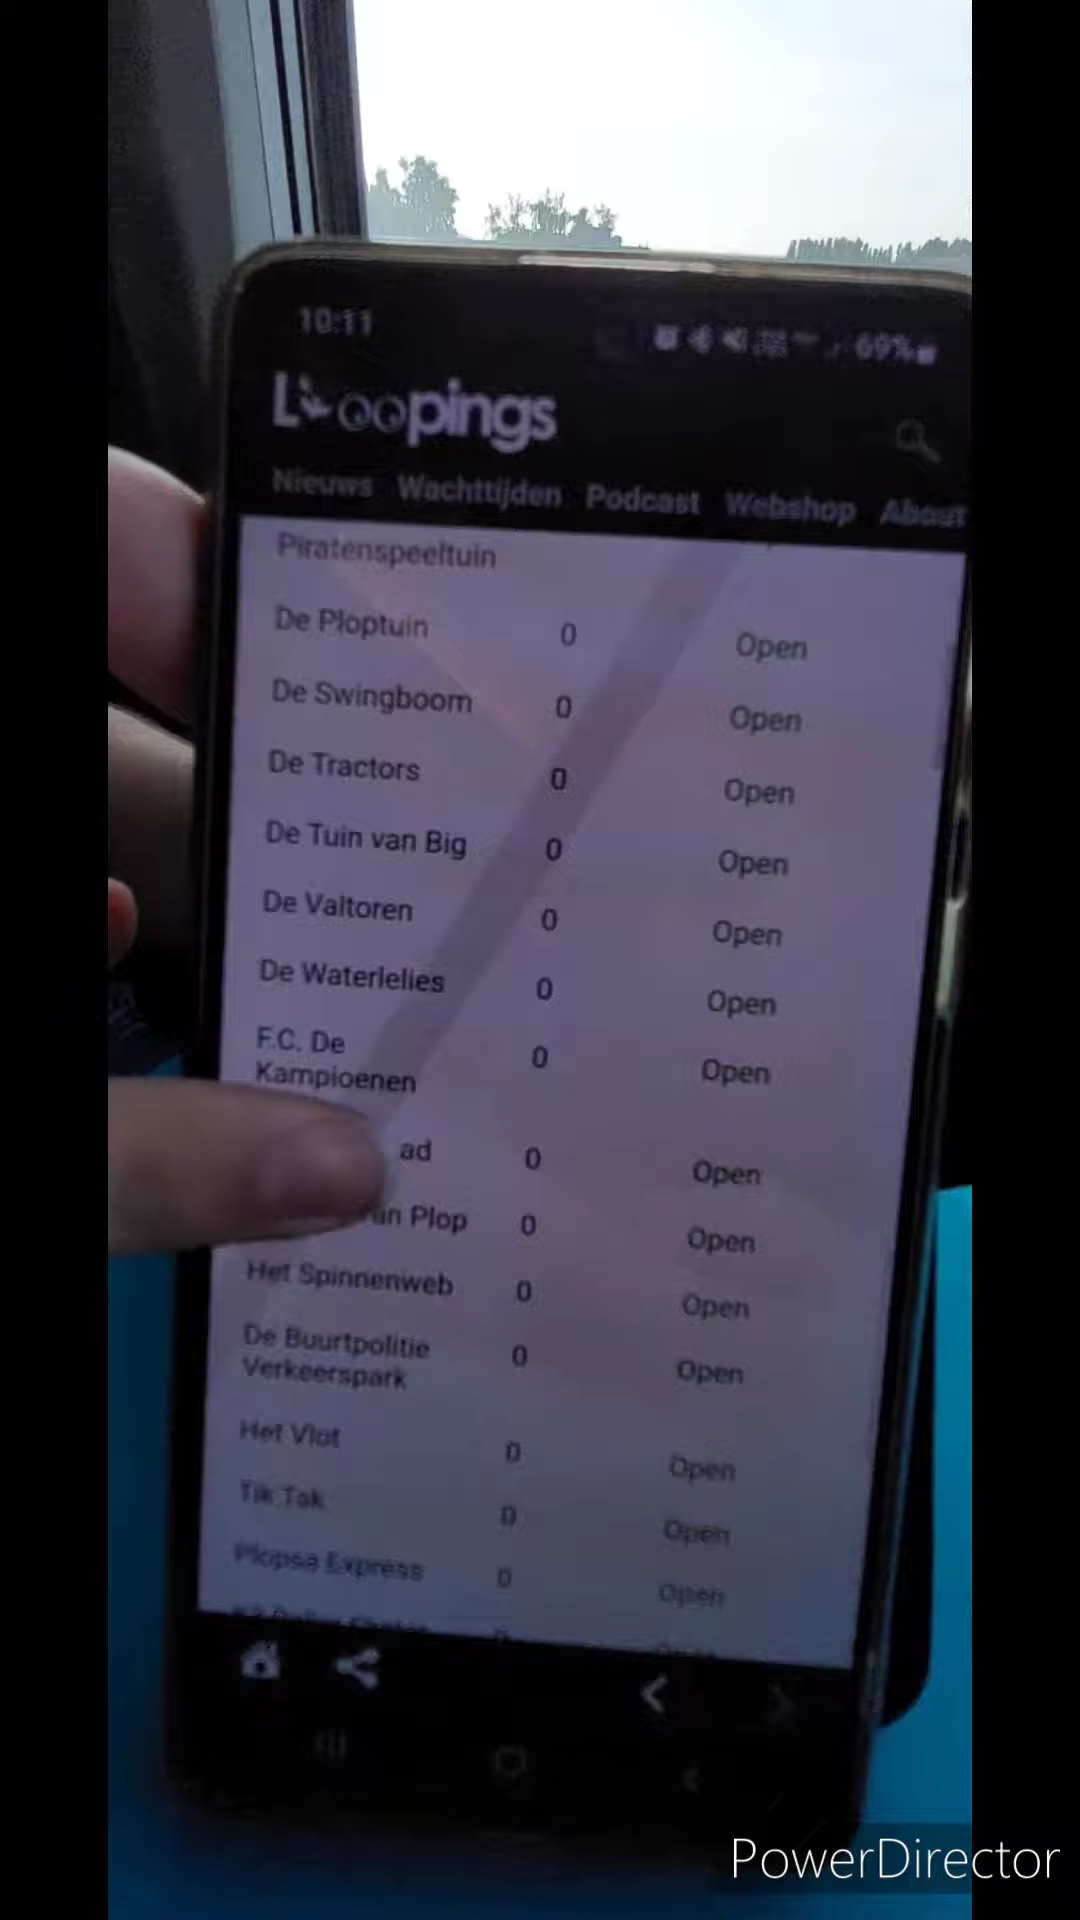 10:11
69%
Looopings
Nieuws Wachttijden Podcast Webshop About
Piratenspeeltuin
De Ploptuin 0 Open
De Swingboom 0 Open
De Tractors 0 Open
De Tuin van Big 0 Open
De Valtoren 0 Open
De Waterlelies 0 Open
F.C. De
Kampioenen 0 Open
ad 0 Open
an Plop 0 Open
Het Spinnenweb 0 Open
De Buurtpolitie
Verkeerspark 0 Open
Het Vlot 0 Open
Tik Tak 0 Open
Plopsa Express 0 Open
PowerDirector